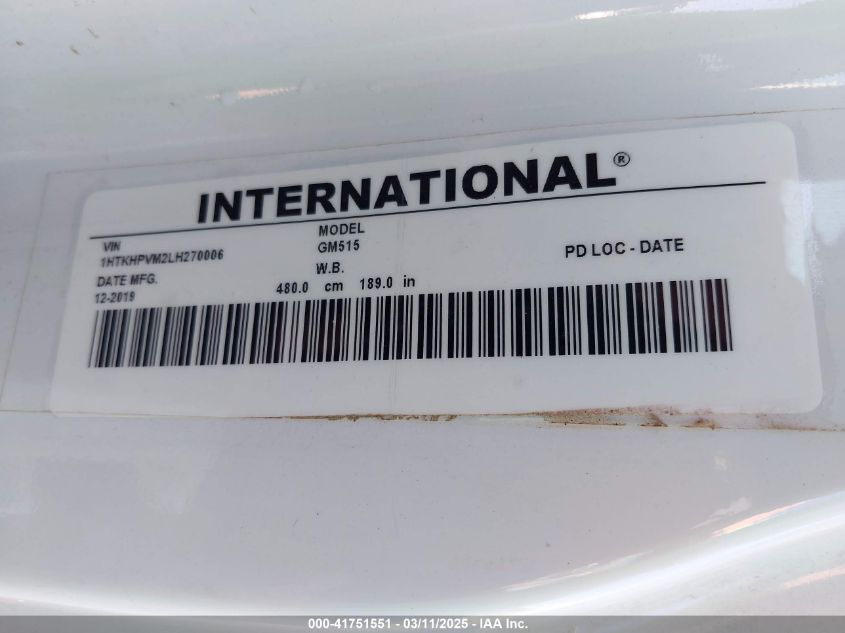 INTERNATIONAL®
VIN
1HTKHPVM2LH270006
MODEL
GM515
DATE MFG.
12-2019
W.B.
480.0 cm 189.0 in
PD LOC - DATE
000-41751551 - 03/11/2025 - IAA Inc.